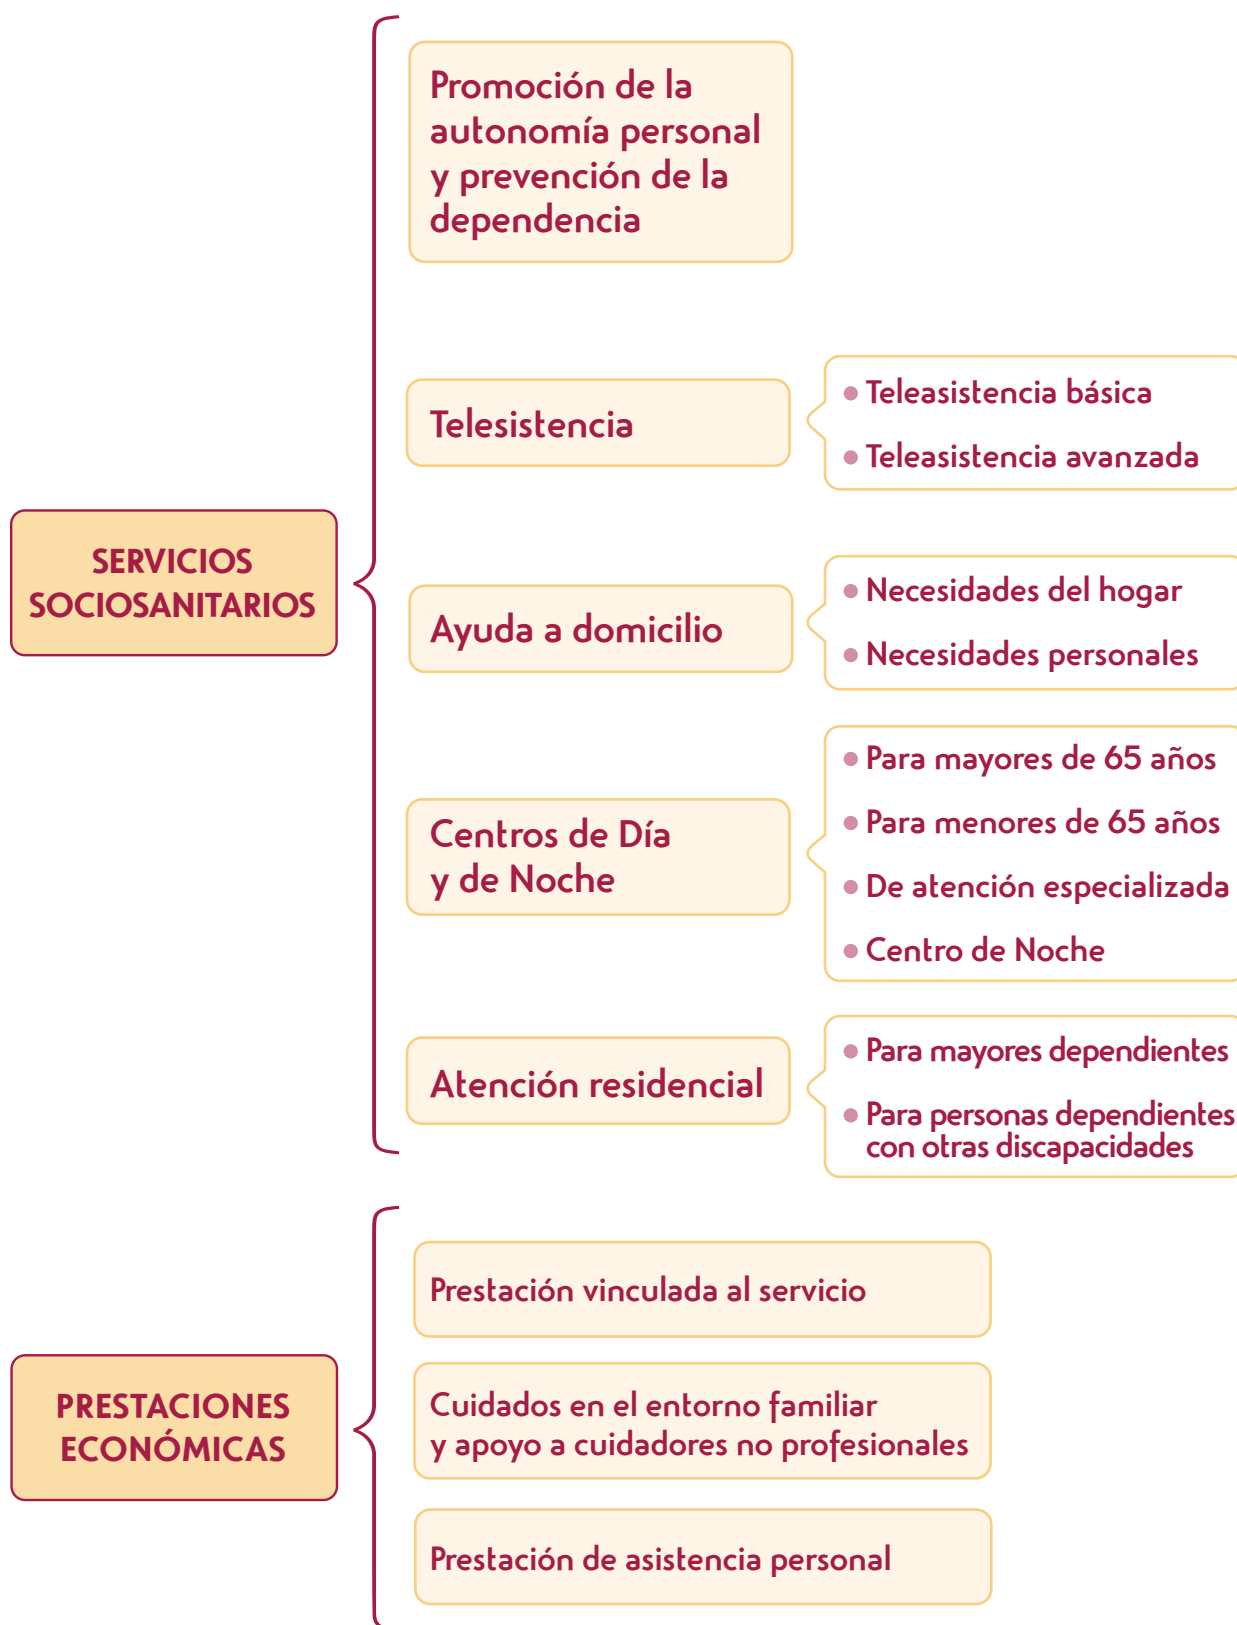 SERVICIOS
SOCIOSANITARIOS
Promoción de la
autonomía personal
y prevención de la
dependencia
Telesistencia
Teleasistencia básica
Teleasistencia avanzada
Ayuda a domicilio
Necesidades del hogar
Necesidades personales
Centros de Día
y de Noche
Para mayores de 65 años
Para menores de 65 años
De atención especializada
Centro de Noche
Atención residencial
Para mayores dependientes
Para personas dependientes
con otras discapacidades
PRESTACIONES
ECONÓMICAS
Prestación vinculada al servicio
Cuidados en el entorno familiar
y apoyo a cuidadores no profesionales
Prestación de asistencia personal